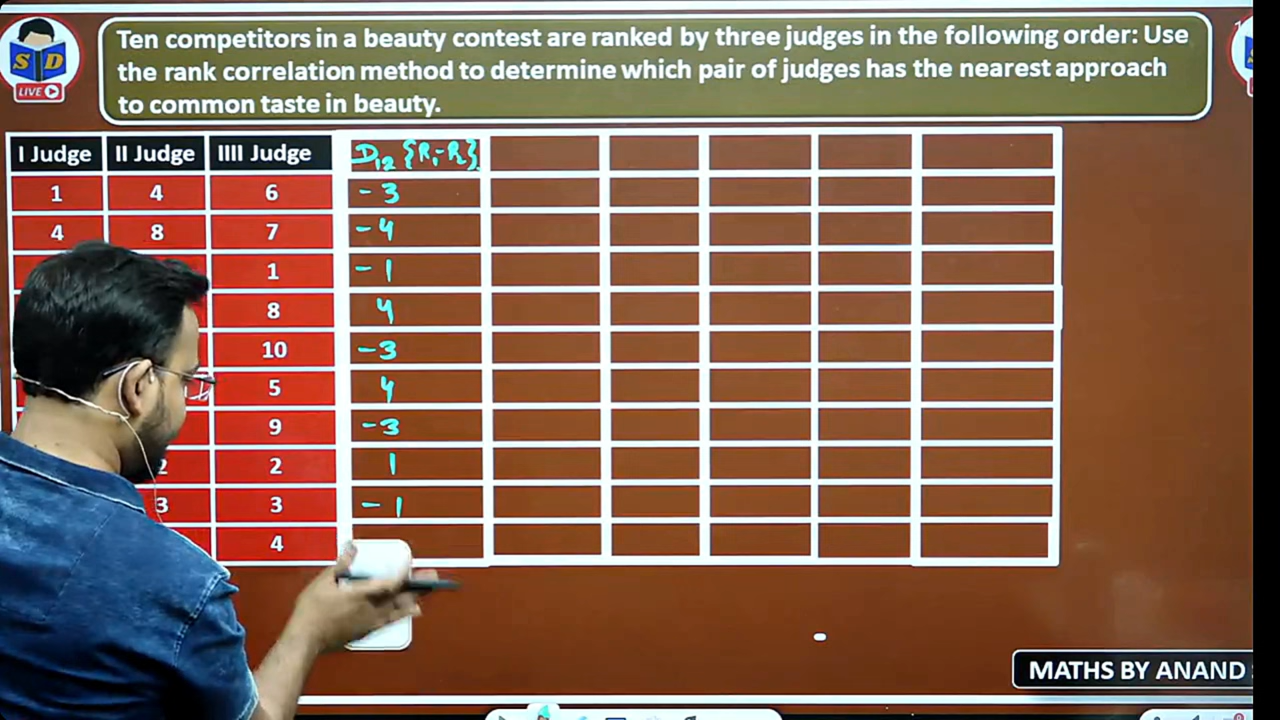 S D
LIVE
Ten competitors in a beauty contest are ranked by three judges in the following order: Use
the rank correlation method to determine which pair of judges has the nearest approach
to common taste in beauty.
I Judge II Judge IIII Judge D₁₂ {R₁-R₂}
1 4 6 -3
4 8 7 -4
1 -1
8 4
10 -3
5 4
9 -3
2 2 1
3 3 -1
4
MATHS BY ANAND